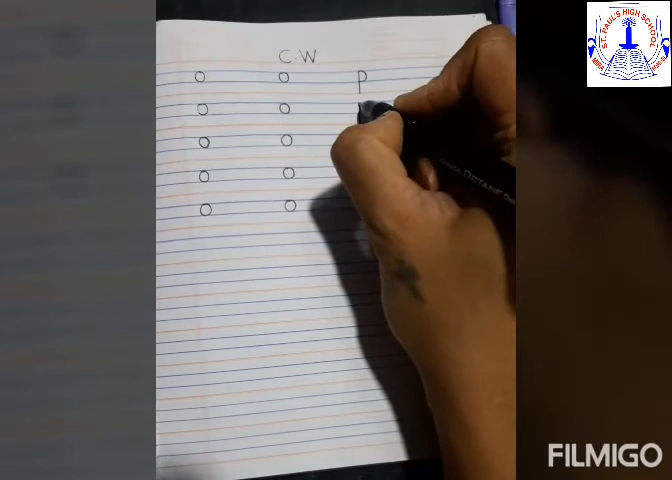 C.W
o o p
o o
o o
o o
o o
ST. PAUL'S HIGH SCHOOL
FILMIGO